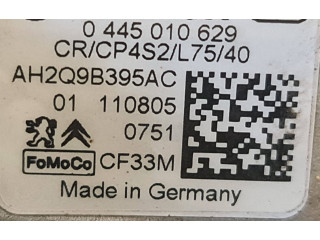 0 445 010 629
CR/CP4S2/L75/40
AH2Q9B395AC
01 110805
0751
FoMoCo CF33M
Made in Germany